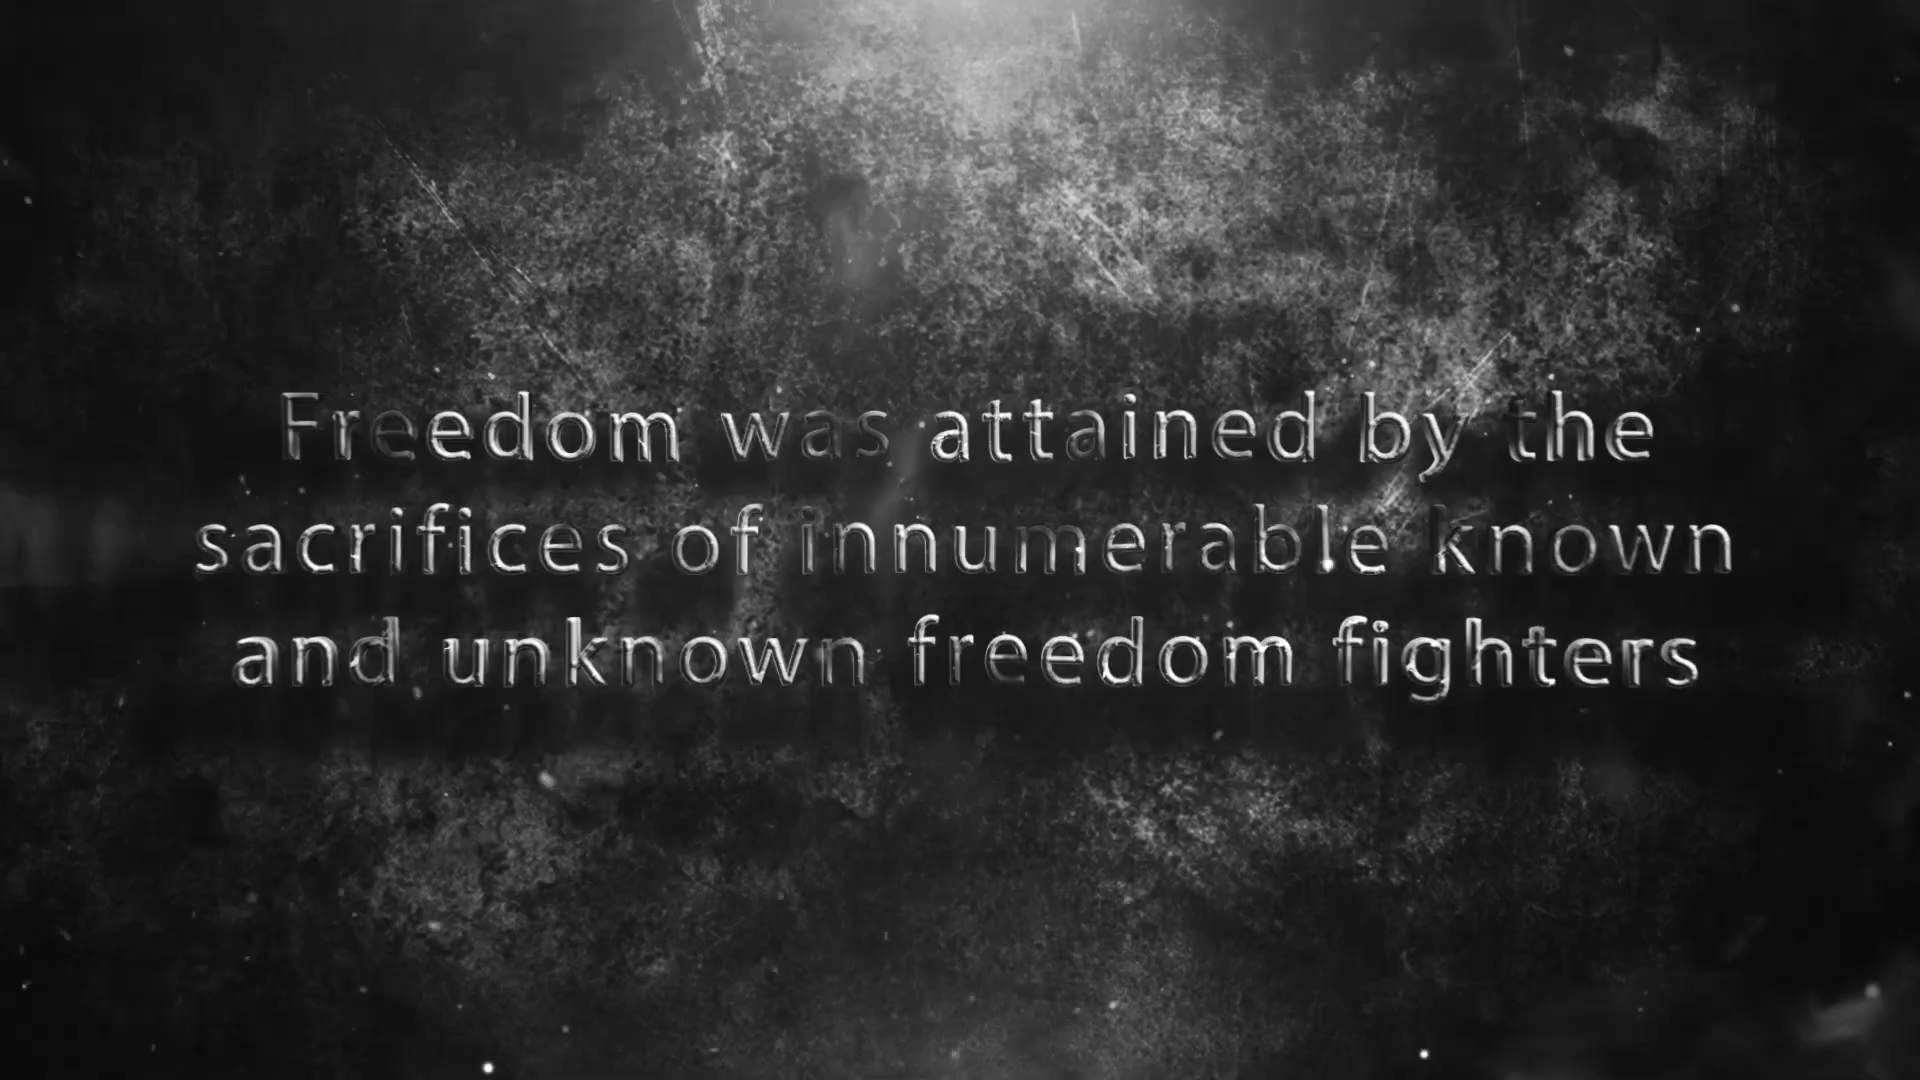 Freedom was attained by the
sacrifices of innumerable known
and unknown freedom fighters